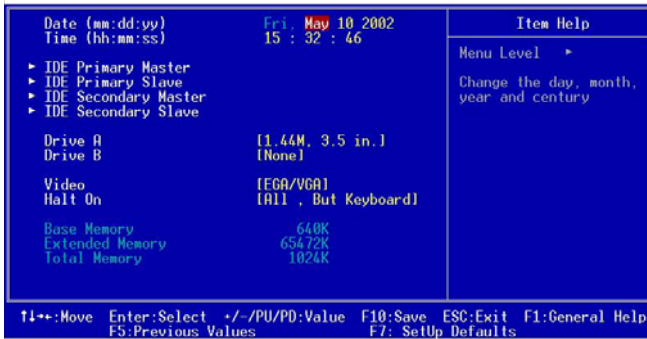 Date (mm:dd:yy) Fri, May 10 2002
Time (hh:mm:ss) 15 : 32 : 46
► IDE Primary Master
► IDE Primary Slave
► IDE Secondary Master
► IDE Secondary Slave
Drive A [1.44M, 3.5 in.]
Drive B [None]
Video [EGA/VGA]
Halt On [All , But Keyboard]
Base Memory 640K
Extended Memory 65472K
Total Memory 1024K
Item Help
Menu Level ►
Change the day, month,
year and century
↑↓→←:Move Enter:Select +/-/PU/PD:Value F10:Save ESC:Exit F1:General Help
F5:Previous Values F7: SetUp Defaults